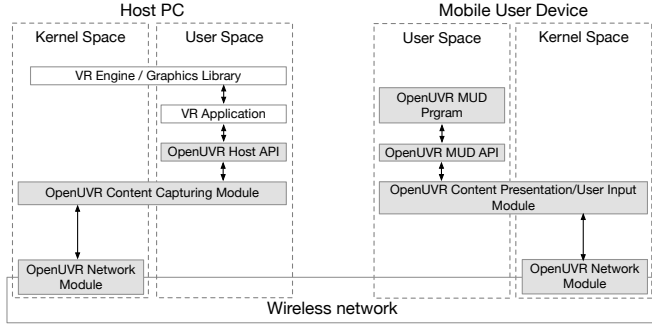 Host PC
Mobile User Device
Kernel Space
User Space
User Space
Kernel Space
VR Engine / Graphics Library
VR Application
OpenUVR Host API
OpenUVR Content Capturing Module
OpenUVR Network
Module
OpenUVR MUD
Prgram
OpenUVR MUD API
OpenUVR Content Presentation/User Input
Module
OpenUVR Network
Module
Wireless network